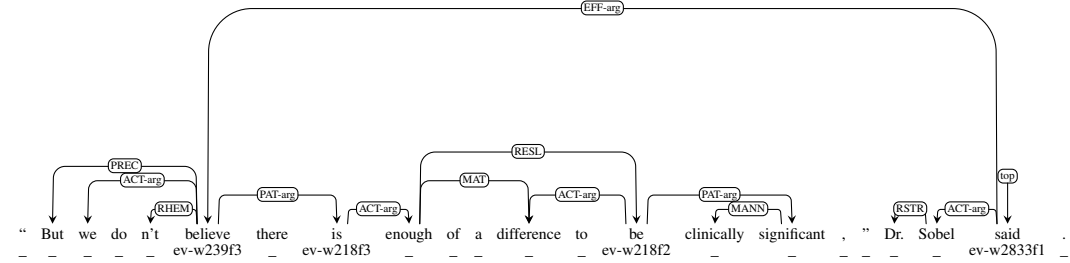 EFF-arg
RESL
PREC
ACT-arg MAT top
RHEM PAT-arg ACT-arg ACT-arg PAT-arg MANN RSTR ACT-arg
“ But we do n't believe there is enough of a difference to be clinically significant , ” Dr. Sobel said .
_ _ _ _ _ ev-w239f3 _ ev-w218f3 _ _ _ _ _ ev-w218f2 _ _ _ _ _ _ ev-w2833f1 _